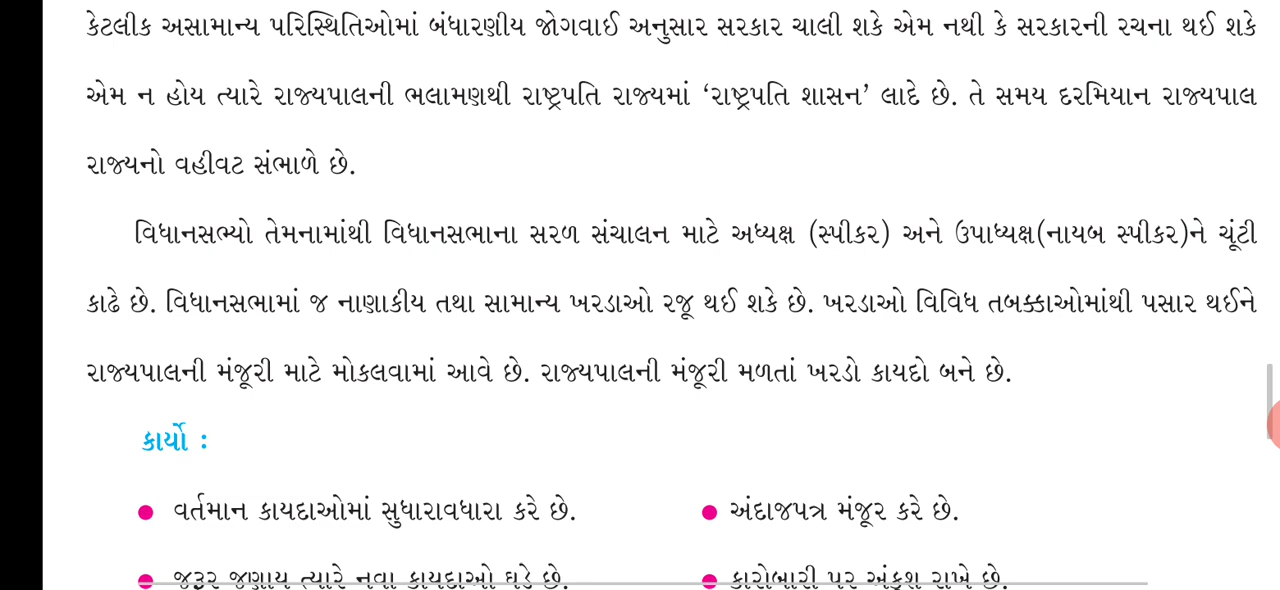 કેટલીક અસામાન્ય પરિસ્થિતિઓમાં બંધારણીય જોગવાઈ અનુસાર સરકાર ચાલી શકે એમ નથી કે સરકારની રચના થઈ શકે
એમ ન હોય ત્યારે રાજ્યપાલની ભલામણથી રાષ્ટ્રપતિ રાજ્યમાં ‘રાષ્ટ્રપતિ શાસન’ લાદે છે. તે સમય દરમિયાન રાજ્યપાલ
રાજ્યનો વહીવટ સંભાળે છે.
વિધાનસભ્યો તેમનામાંથી વિધાનસભાના સરળ સંચાલન માટે અધ્યક્ષ (સ્પીકર) અને ઉપાધ્યક્ષ(નાયબ સ્પીકર)ને ચૂંટી
કાઢે છે. વિધાનસભામાં જ નાણાકીય તથા સામાન્ય ખરડાઓ રજૂ થઈ શકે છે. ખરડાઓ વિવિધ તબક્કાઓમાંથી પસાર થઈને
રાજ્યપાલની મંજૂરી માટે મોકલવામાં આવે છે. રાજ્યપાલની મંજૂરી મળતાં ખરડો કાયદો બને છે.
કાર્યો :
● વર્તમાન કાયદાઓમાં સુધારાવધારા કરે છે. ● અંદાજપત્ર મંજૂર કરે છે.
● જરૂર જણાય ત્યારે નવા કાયદાઓ ઘડે છે. ● કારોબારી પર અંકુશ રાખે છે.